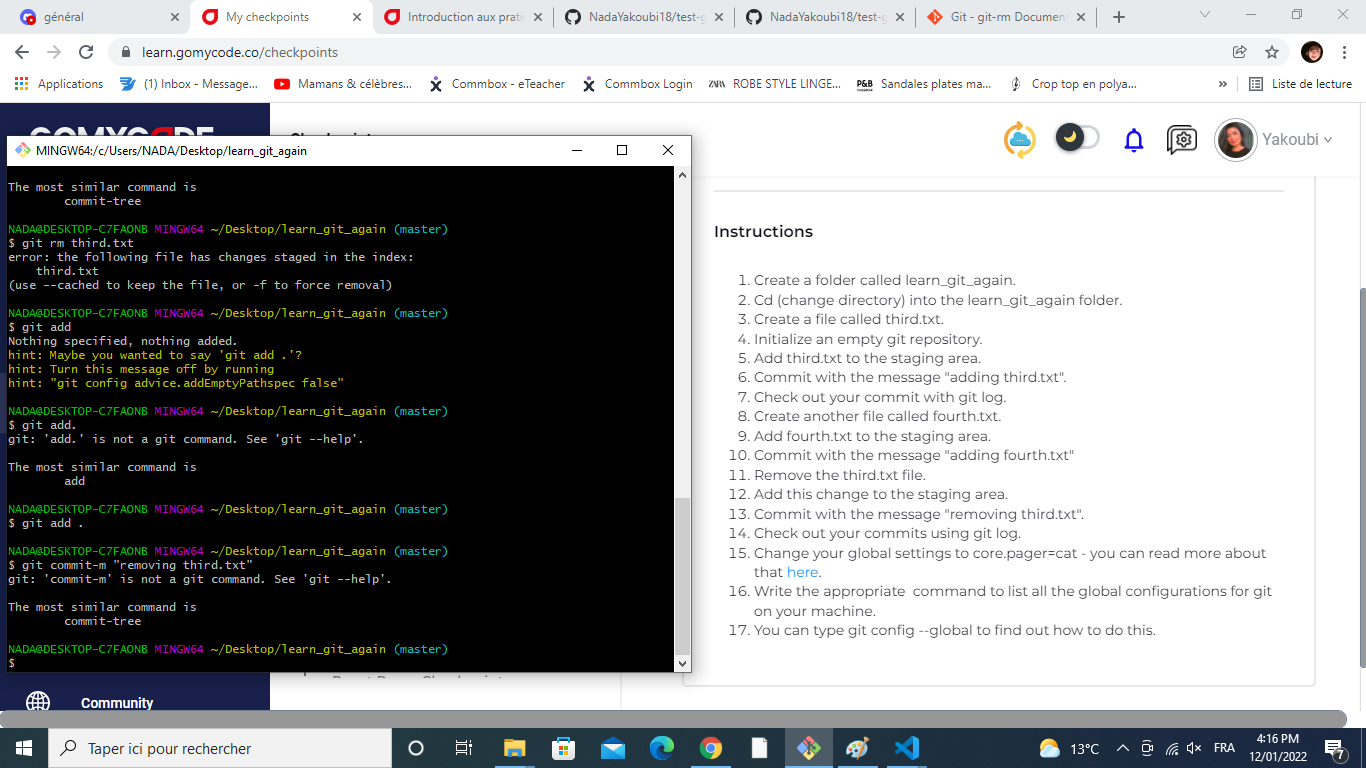 général
My checkpoints
Introduction aux prati
NadaYakoubi18/test-g
NadaYakoubi18/test-g
Git - git-rm Document
learn.gomycode.co/checkpoints
Applications
(1) Inbox - Message...
Mamans & célèbres...
Commbox - eTeacher
Commbox Login
ZARA
ROBE STYLE LINGE...
P&B
Sandales plates ma...
Crop top en polya...
»
Liste de lecture
GOMYCODE
Yakoubi
MINGW64:/c/Users/NADA/Desktop/learn_git_again
The most similar command is
commit-tree
NADA@DESKTOP-C7FAONB MINGW64 ~/Desktop/learn_git_again (master)
$ git rm third.txt
error: the following file has changes staged in the index:
third.txt
(use --cached to keep the file, or -f to force removal)
NADA@DESKTOP-C7FAONB MINGW64 ~/Desktop/learn_git_again (master)
$ git add
Nothing specified, nothing added.
hint: Maybe you wanted to say 'git add .'?
hint: Turn this message off by running
hint: "git config advice.addEmptyPathspec false"
NADA@DESKTOP-C7FAONB MINGW64 ~/Desktop/learn_git_again (master)
$ git add.
git: 'add.' is not a git command. See 'git --help'.
The most similar command is
add
NADA@DESKTOP-C7FAONB MINGW64 ~/Desktop/learn_git_again (master)
$ git add .
NADA@DESKTOP-C7FAONB MINGW64 ~/Desktop/learn_git_again (master)
$ git commit-m "removing third.txt"
git: 'commit-m' is not a git command. See 'git --help'.
The most similar command is
commit-tree
NADA@DESKTOP-C7FAONB MINGW64 ~/Desktop/learn_git_again (master)
$
Instructions
1. Create a folder called learn_git_again.
2. Cd (change directory) into the learn_git_again folder.
3. Create a file called third.txt.
4. Initialize an empty git repository.
5. Add third.txt to the staging area.
6. Commit with the message "adding third.txt".
7. Check out your commit with git log.
8. Create another file called fourth.txt.
9. Add fourth.txt to the staging area.
10. Commit with the message "adding fourth.txt"
11. Remove the third.txt file.
12. Add this change to the staging area.
13. Commit with the message "removing third.txt".
14. Check out your commits using git log.
15. Change your global settings to core.pager=cat - you can read more about
that here.
16. Write the appropriate command to list all the global configurations for git
on your machine.
17. You can type git config --global to find out how to do this.
Community
Taper ici pour rechercher
13°C
FRA
4:16 PM
12/01/2022
7